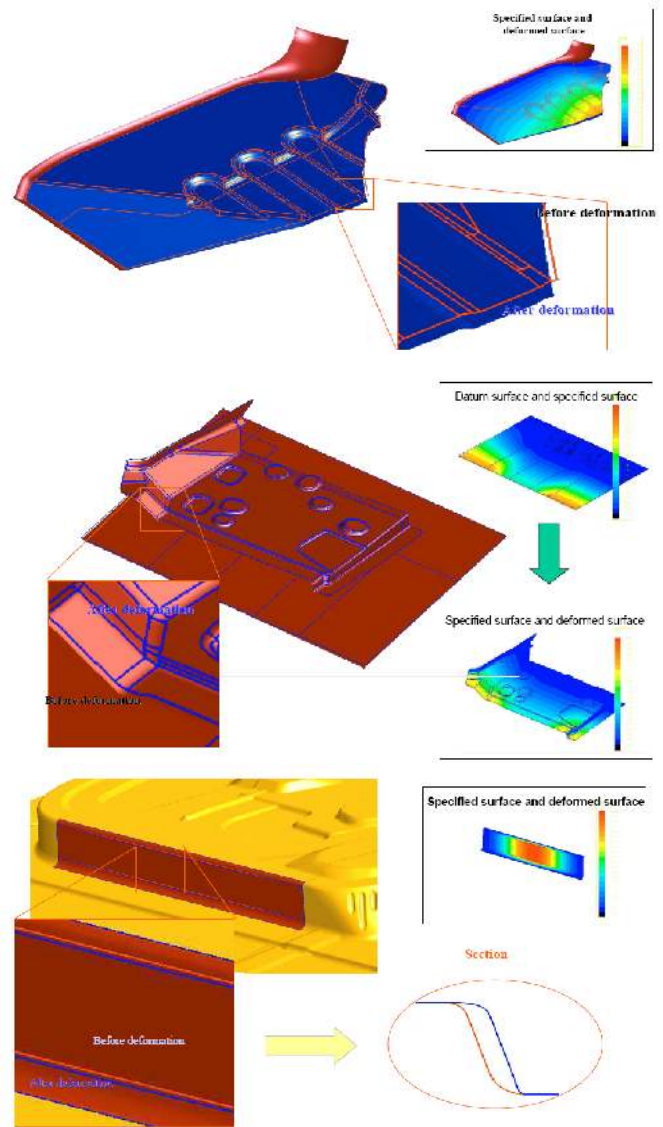 Specified surface and
deformed surface
Before deformation
After deformation
Datum surface and specified surface
After deformation
Before deformation
Specified surface and deformed surface
Specified surface and deformed surface
Section
Before deformation
After deformation